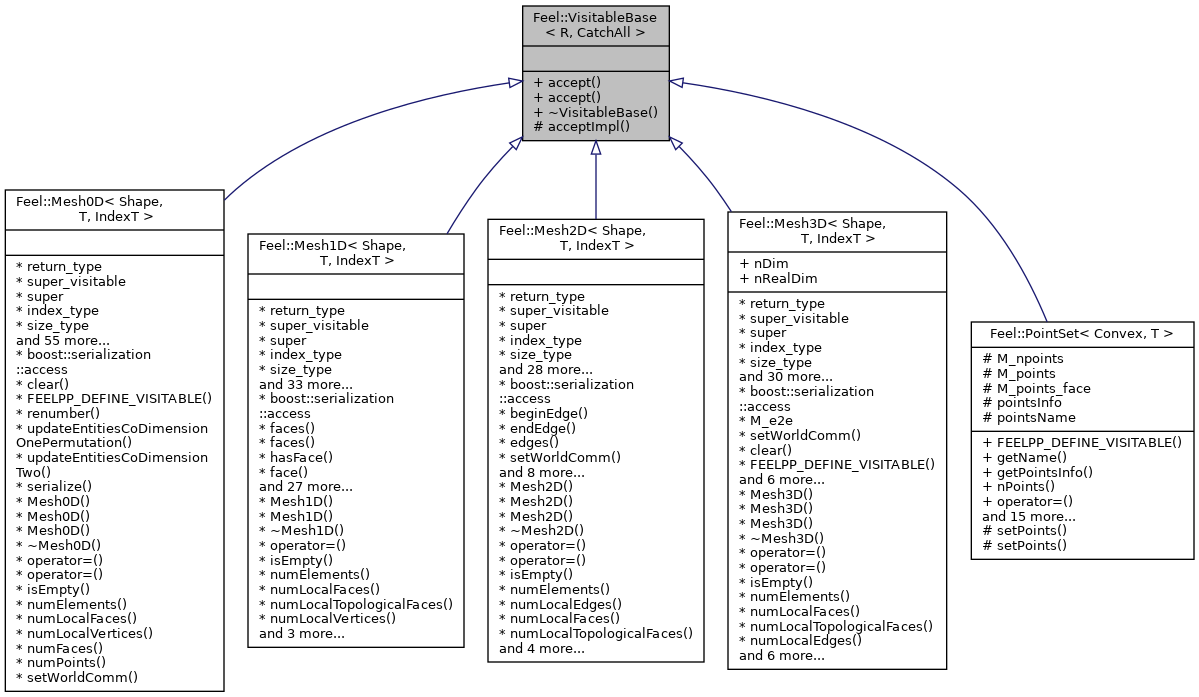 Feel::VisitableBase
< R, CatchAll >
+ accept()
+ accept()
+ ~VisitableBase()
# acceptImpl()
Feel::Mesh0D< Shape,
T, IndexT >
* return_type
* super_visitable
* super
* index_type
* size_type
and 55 more...
* boost::serialization
::access
* clear()
* FEELPP_DEFINE_VISITABLE()
* renumber()
* updateEntitiesCoDimension
OnePermutation()
* updateEntitiesCoDimension
Two()
* serialize()
* Mesh0D()
* Mesh0D()
* Mesh0D()
* ~Mesh0D()
* operator=()
* operator=()
* isEmpty()
* numElements()
* numLocalFaces()
* numLocalVertices()
* numFaces()
* numPoints()
* setWorldComm()
Feel::Mesh1D< Shape,
T, IndexT >
* return_type
* super_visitable
* super
* index_type
* size_type
and 33 more...
* boost::serialization
::access
* faces()
* faces()
* hasFace()
* face()
and 27 more...
* Mesh1D()
* Mesh1D()
* ~Mesh1D()
* operator=()
* isEmpty()
* numElements()
* numLocalFaces()
* numLocalTopologicalFaces()
* numLocalVertices()
and 3 more...
Feel::Mesh2D< Shape,
T, IndexT >
* return_type
* super_visitable
* super
* index_type
* size_type
and 28 more...
* boost::serialization
::access
* beginEdge()
* endEdge()
* edges()
* setWorldComm()
and 8 more...
* Mesh2D()
* Mesh2D()
* Mesh2D()
* ~Mesh2D()
* operator=()
* operator=()
* isEmpty()
* numElements()
* numLocalEdges()
* numLocalFaces()
* numLocalTopologicalFaces()
and 4 more...
Feel::Mesh3D< Shape,
T, IndexT >
+ nDim
+ nRealDim
* return_type
* super_visitable
* super
* index_type
* size_type
and 30 more...
* boost::serialization
::access
* M_e2e
* setWorldComm()
* clear()
* FEELPP_DEFINE_VISITABLE()
and 6 more...
* Mesh3D()
* Mesh3D()
* Mesh3D()
* ~Mesh3D()
* operator=()
* operator=()
* isEmpty()
* numElements()
* numLocalFaces()
* numLocalTopologicalFaces()
* numLocalEdges()
and 6 more...
Feel::PointSet< Convex, T >
# M_npoints
# M_points
# M_points_face
# pointsInfo
# pointsName
+ FEELPP_DEFINE_VISITABLE()
+ getName()
+ getPointsInfo()
+ nPoints()
+ operator=()
and 15 more...
# setPoints()
# setPoints()